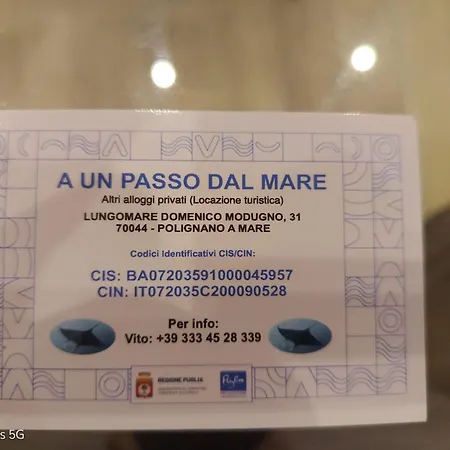 A UN PASSO DAL MARE
Altri alloggi privati (Locazione turistica)
LUNGOMARE DOMENICO MODUGNO, 31
70044 - POLIGNANO A MARE
Codici Identificativi CIS/CIN:
CIS: BA07203591000045957
CIN: IT072035C200090528
Per info:
Vito: +39 333 45 28 339
REGIONE PUGLIA
s 5G